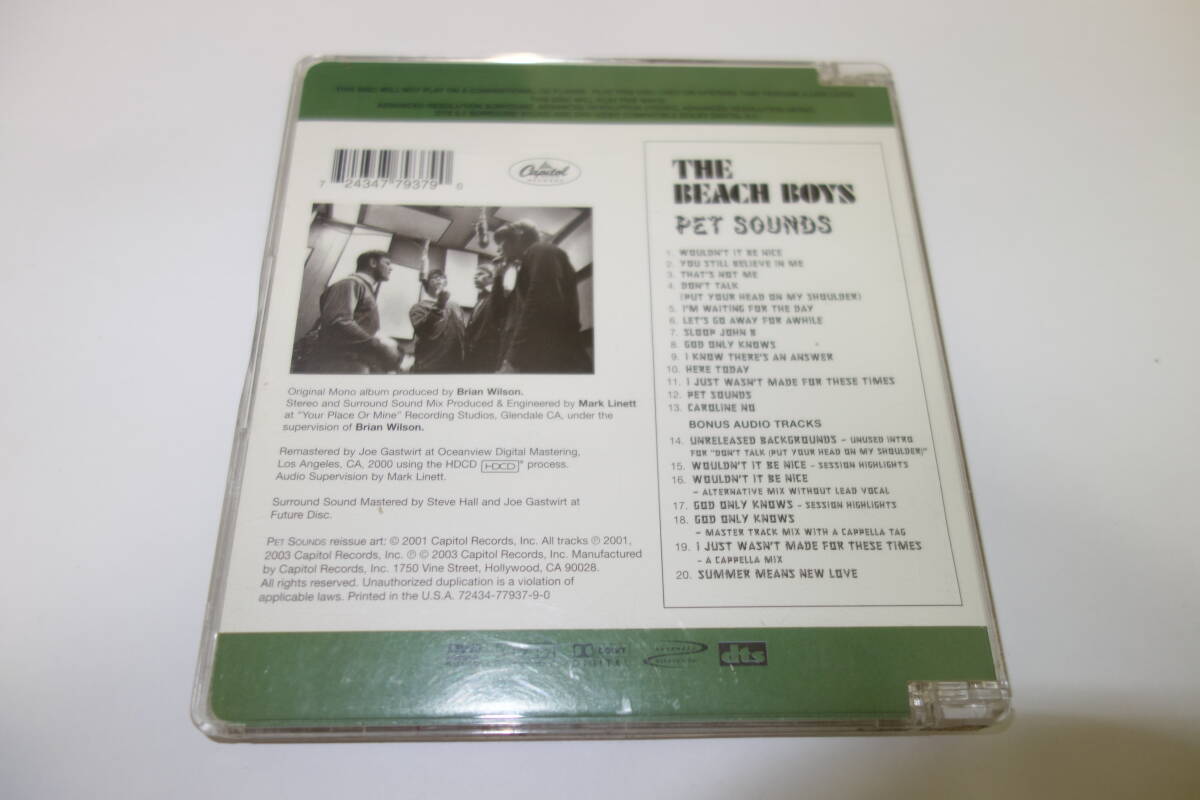 THIS DISC WILL PLAY DVD VIDEO
7 24347 79379 6
Capitol
RECORDS
Original Mono album produced by Brian Wilson.
Stereo and Surround Sound Mix Produced & Engineered by Mark Linett
at "Your Place Or Mine" Recording Studios, Glendale CA, under the
supervision of Brian Wilson.
Remastered by Joe Gastwirt at Oceanview Digital Mastering,
Los Angeles, CA, 2000 using the HDCD HDCD® process.
Audio Supervision by Mark Linett.
Surround Sound Mastered by Steve Hall and Joe Gastwirt at
Future Disc.
PET SOUNDS reissue art: © 2001 Capitol Records, Inc. All tracks ℗ 2001,
2003 Capitol Records, Inc. ℗ © 2003 Capitol Records, Inc. Manufactured
by Capitol Records, Inc. 1750 Vine Street, Hollywood, CA 90028.
All rights reserved. Unauthorized duplication is a violation of
applicable laws. Printed in the U.S.A. 72434-77937-9-0
THE
BEACH BOYS
PET SOUNDS
1. WOULDN'T IT BE NICE
2. YOU STILL BELIEVE IN ME
3. THAT'S NOT ME
4. DON'T TALK
(PUT YOUR HEAD ON MY SHOULDER)
5. I'M WAITING FOR THE DAY
6. LET'S GO AWAY FOR AWHILE
7. SLOOP JOHN B
8. GOD ONLY KNOWS
9. I KNOW THERE'S AN ANSWER
10. HERE TODAY
11. I JUST WASN'T MADE FOR THESE TIMES
12. PET SOUNDS
13. CAROLINE NO
BONUS AUDIO TRACKS
14. UNRELEASED BACKGROUNDS – UNUSED INTRO
FOR "DON'T TALK (PUT YOUR HEAD ON MY SHOULDER)"
15. WOULDN'T IT BE NICE – SESSION HIGHLIGHTS
16. WOULDN'T IT BE NICE
– ALTERNATIVE MIX WITHOUT LEAD VOCAL
17. GOD ONLY KNOWS – SESSION HIGHLIGHTS
18. GOD ONLY KNOWS
– MASTER TRACK MIX WITH A CAPPELLA TAG
19. I JUST WASN'T MADE FOR THESE TIMES
– A CAPPELLA MIX
20. SUMMER MEANS NEW LOVE
DVD AUDIO DOLBY DIGITAL dts